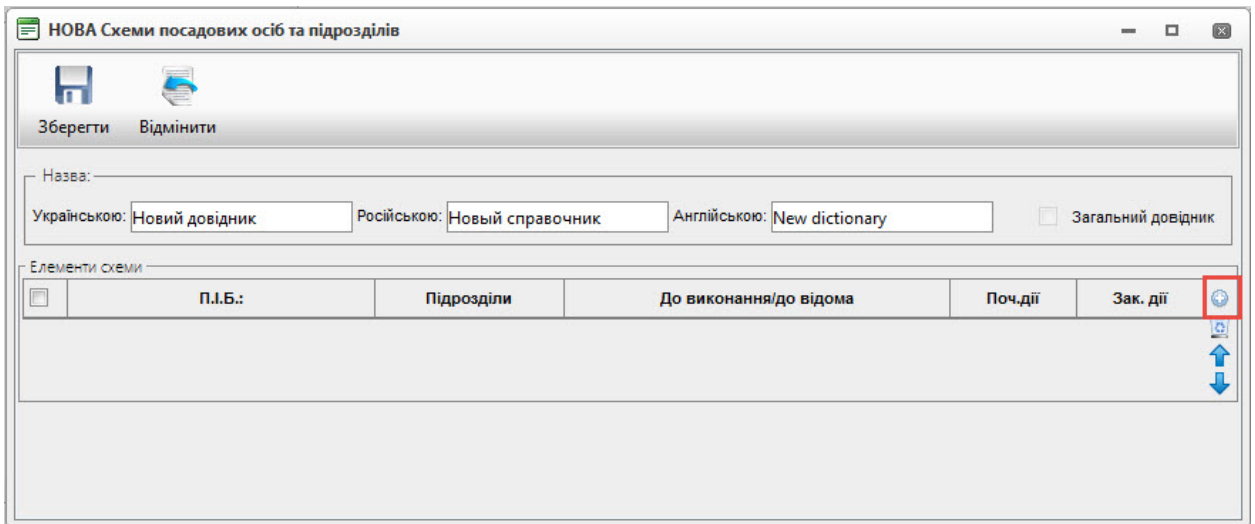 НОВА Схеми посадових осіб та підрозділів
Зберегти Відмінити
Назва:
Українською: Новий довідник Російською: Новый справочник Англійською: New dictionary Загальний довідник
Елементи схеми
П.І.Б.: Підрозділи До виконання/до відома Поч.дії Зак. дії